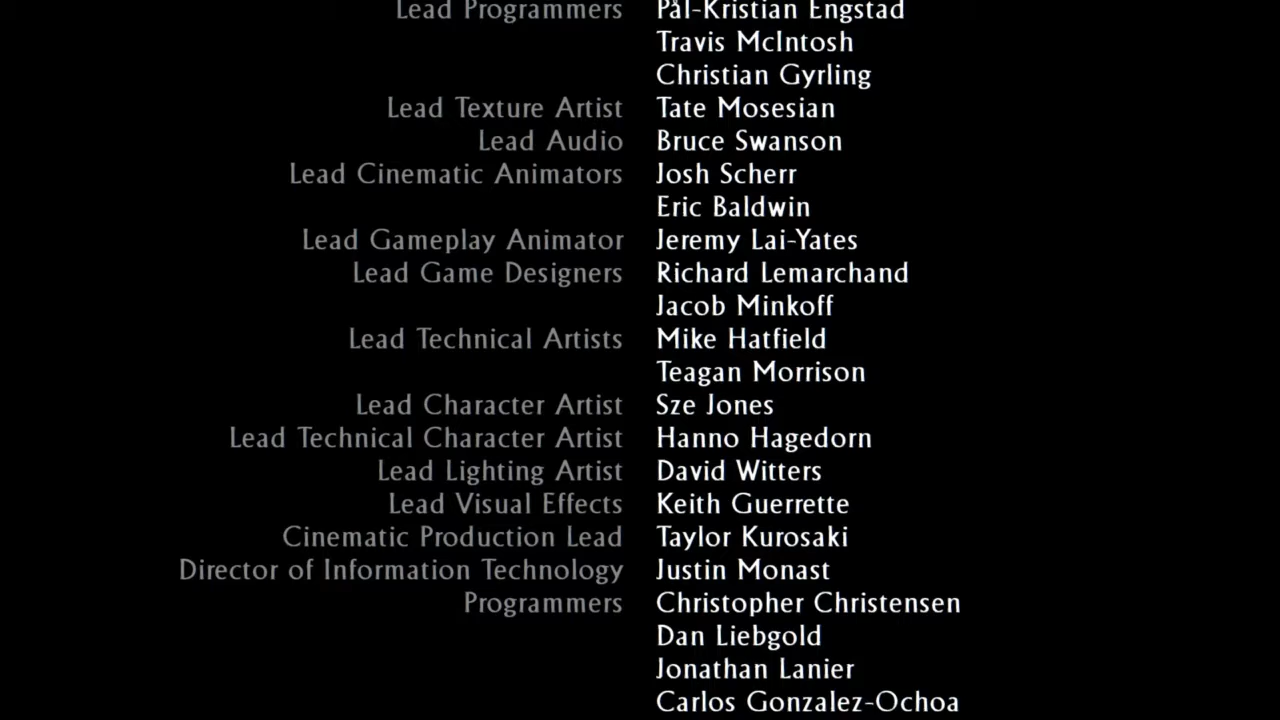 Lead Programmers Pål-Kristian Engstad
Travis McIntosh
Christian Gyrling
Lead Texture Artist Tate Mosesian
Lead Audio Bruce Swanson
Lead Cinematic Animators Josh Scherr
Eric Baldwin
Lead Gameplay Animator Jeremy Lai-Yates
Lead Game Designers Richard Lemarchand
Jacob Minkoff
Lead Technical Artists Mike Hatfield
Teagan Morrison
Lead Character Artist Sze Jones
Lead Technical Character Artist Hanno Hagedorn
Lead Lighting Artist David Witters
Lead Visual Effects Keith Guerrette
Cinematic Production Lead Taylor Kurosaki
Director of Information Technology Justin Monast
Programmers Christopher Christensen
Dan Liebgold
Jonathan Lanier
Carlos Gonzalez-Ochoa